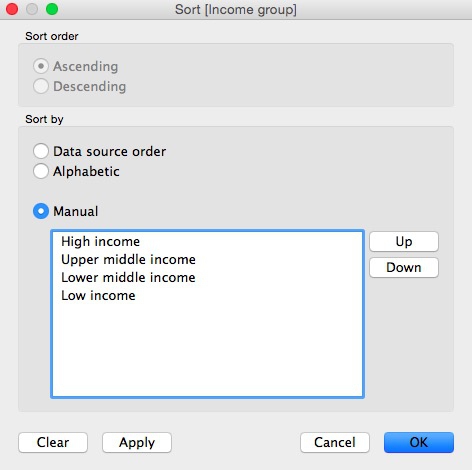 Sort [Income group]
Sort order
Ascending
Descending
Sort by
Data source order
Alphabetic
Manual
High income
Upper middle income
Lower middle income
Low income
Up
Down
Clear
Apply
Cancel
OK